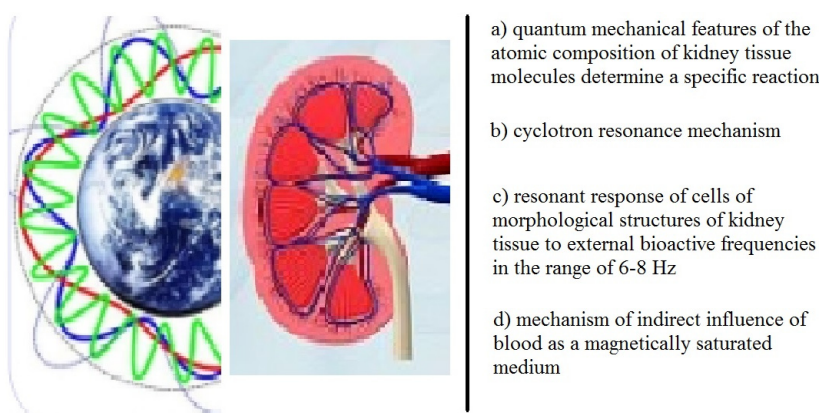 a) quantum mechanical features of the
atomic composition of kidney tissue
molecules determine a specific reaction
b) cyclotron resonance mechanism
c) resonant response of cells of
morphological structures of kidney
tissue to external bioactive frequencies
in the range of 6-8 Hz
d) mechanism of indirect influence of
blood as a magnetically saturated
medium